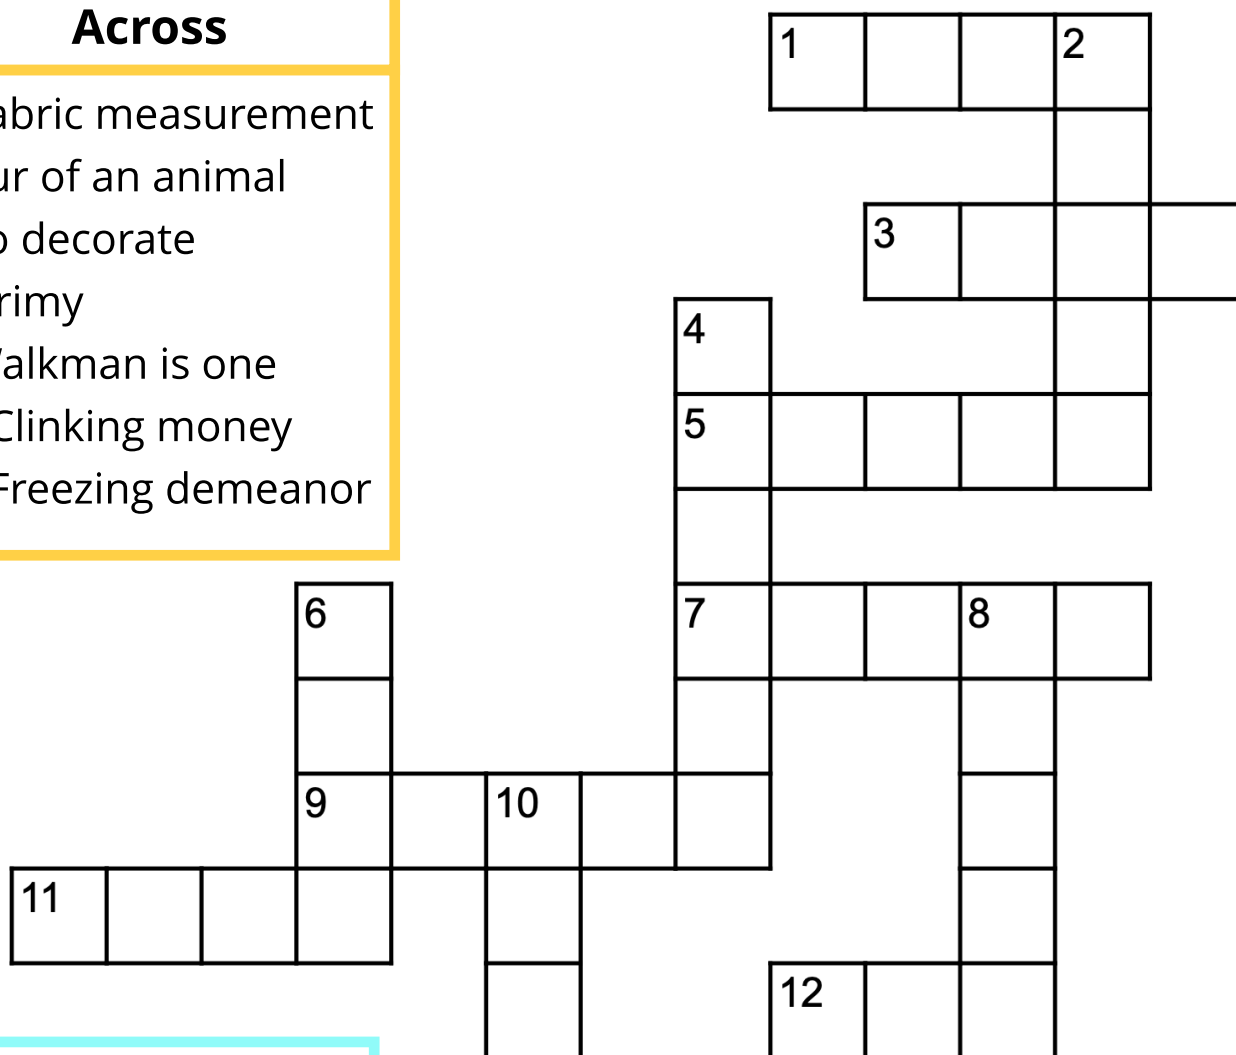 Across
abric measurement
ur of an animal
o decorate
rimy
alkman is one
Clinking money
Freezing demeanor
1 2
3
4
5
6 7 8
9 10
11
12